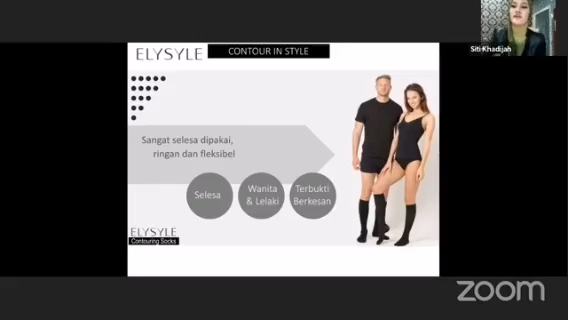 Siti Khadijah
ELYSYLE
CONTOUR IN STYLE
Sangat selesa dipakai,
ringan dan fleksibel
Selesa
Wanita
& Lelaki
Terbukti
Berkesan
ELYSYLE
Contouring Socks
zoom